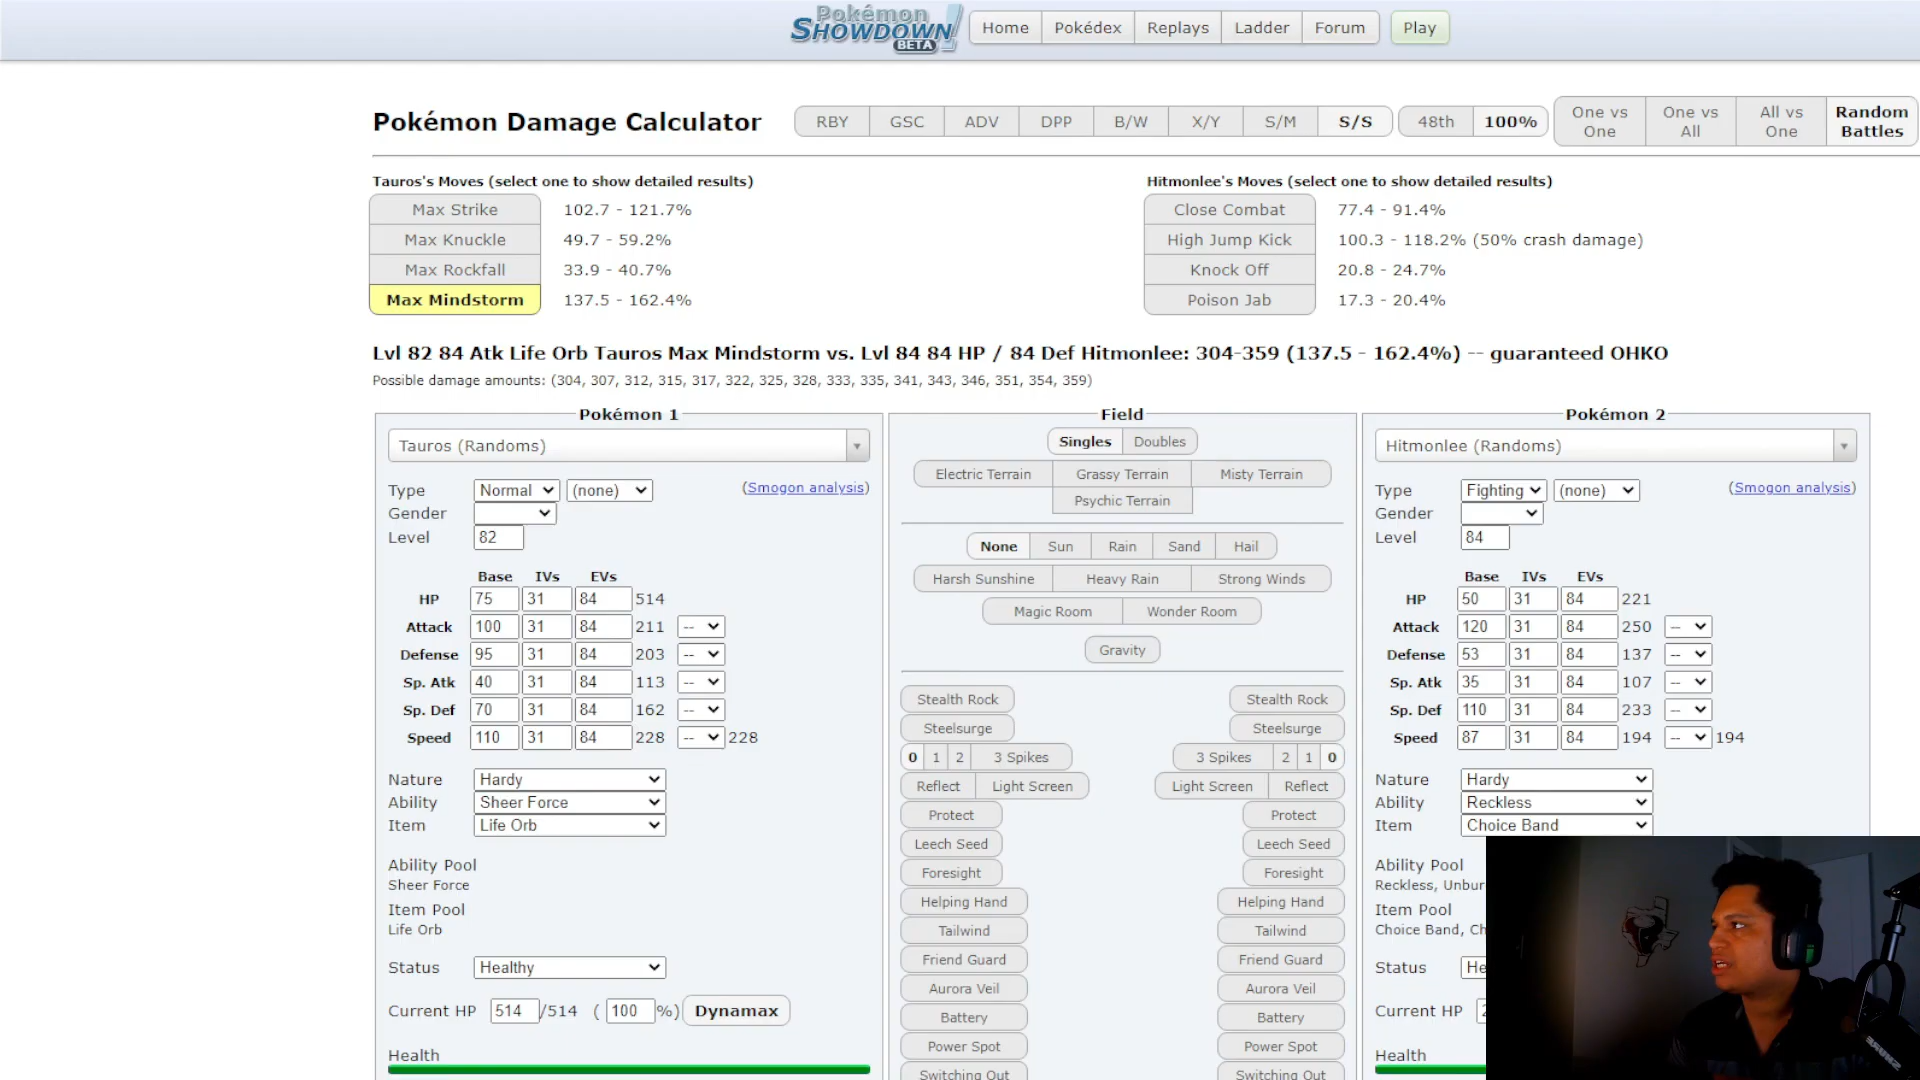 Pokémon SHOWDOWN! BETA
Home Pokédex Replays Ladder Forum Play
Pokémon Damage Calculator
RBY GSC ADV DPP B/W X/Y S/M S/S 48th 100% One vs One One vs All All vs One Random Battles
Tauros's Moves (select one to show detailed results)
Max Strike 102.7 - 121.7%
Max Knuckle 49.7 - 59.2%
Max Rockfall 33.9 - 40.7%
Max Mindstorm 137.5 - 162.4%
Hitmonlee's Moves (select one to show detailed results)
Close Combat 77.4 - 91.4%
High Jump Kick 100.3 - 118.2% (50% crash damage)
Knock Off 20.8 - 24.7%
Poison Jab 17.3 - 20.4%
Lvl 82 84 Atk Life Orb Tauros Max Mindstorm vs. Lvl 84 84 HP / 84 Def Hitmonlee: 304-359 (137.5 - 162.4%) -- guaranteed OHKO
Possible damage amounts: (304, 307, 312, 315, 317, 322, 325, 328, 333, 335, 341, 343, 346, 351, 354, 359)
Pokémon 1
Tauros (Randoms)
Type Normal (none) (Smogon analysis)
Gender
Level 82
Base IVs EVs
HP 75 31 84 514
Attack 100 31 84 211 --
Defense 95 31 84 203 --
Sp. Atk 40 31 84 113 --
Sp. Def 70 31 84 162 --
Speed 110 31 84 228 -- 228
Nature Hardy
Ability Sheer Force
Item Life Orb
Ability Pool
Sheer Force
Item Pool
Life Orb
Status Healthy
Current HP 514 /514 ( 100 %) Dynamax
Health
Field
Singles Doubles
Electric Terrain Grassy Terrain Misty Terrain
Psychic Terrain
None Sun Rain Sand Hail
Harsh Sunshine Heavy Rain Strong Winds
Magic Room Wonder Room
Gravity
Stealth Rock Stealth Rock
Steelsurge Steelsurge
0 1 2 3 Spikes 3 Spikes 2 1 0
Reflect Light Screen Light Screen Reflect
Protect Protect
Leech Seed Leech Seed
Foresight Foresight
Helping Hand Helping Hand
Tailwind Tailwind
Friend Guard Friend Guard
Aurora Veil Aurora Veil
Battery Battery
Power Spot Power Spot
Switching Out Switching Out
Pokémon 2
Hitmonlee (Randoms)
Type Fighting (none) (Smogon analysis)
Gender
Level 84
Base IVs EVs
HP 50 31 84 221
Attack 120 31 84 250 --
Defense 53 31 84 137 --
Sp. Atk 35 31 84 107 --
Sp. Def 110 31 84 233 --
Speed 87 31 84 194 -- 194
Nature Hardy
Ability Reckless
Item Choice Band
Ability Pool
Reckless, Unbur
Item Pool
Choice Band, Ch
Status He
Current HP 2
Health